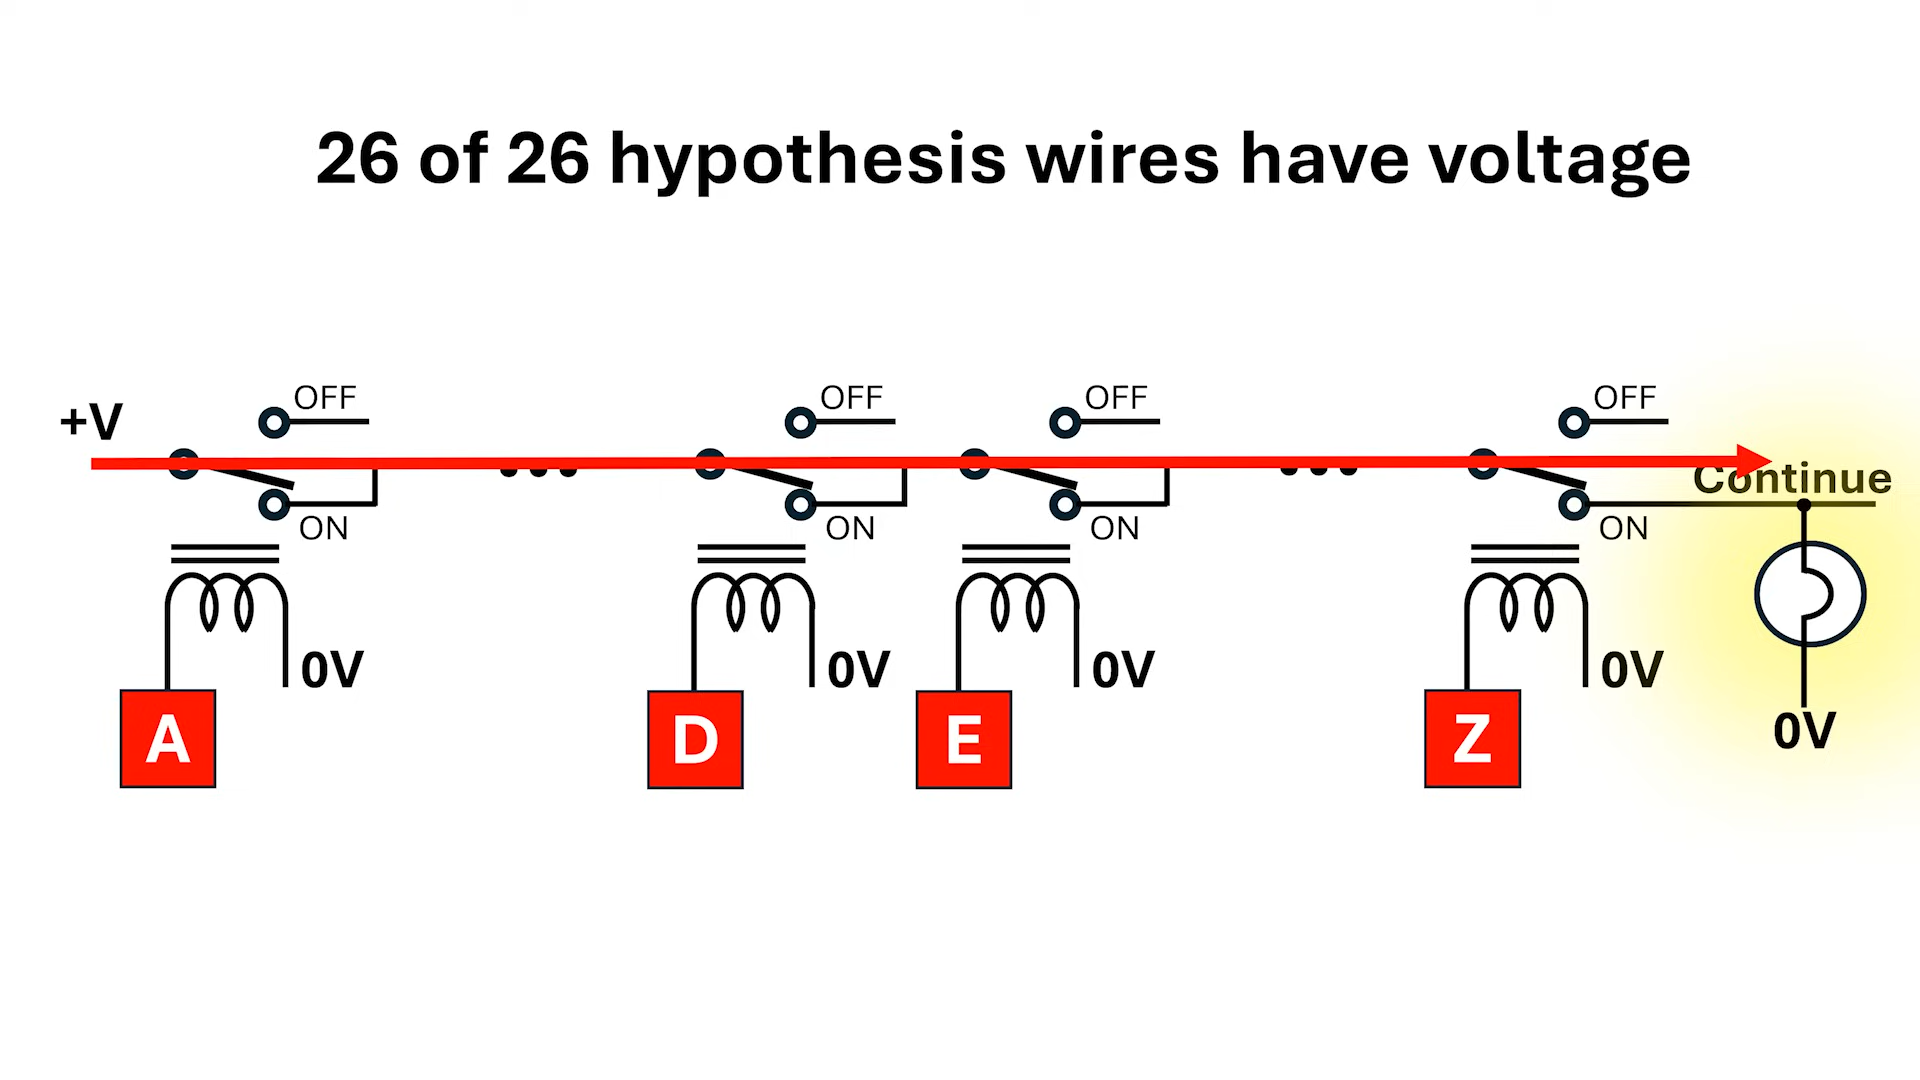 26 of 26 hypothesis wires have voltage
OFF OFF OFF OFF
+V
Continue
ON ON ON ON
0V 0V 0V 0V
A D E Z
0V